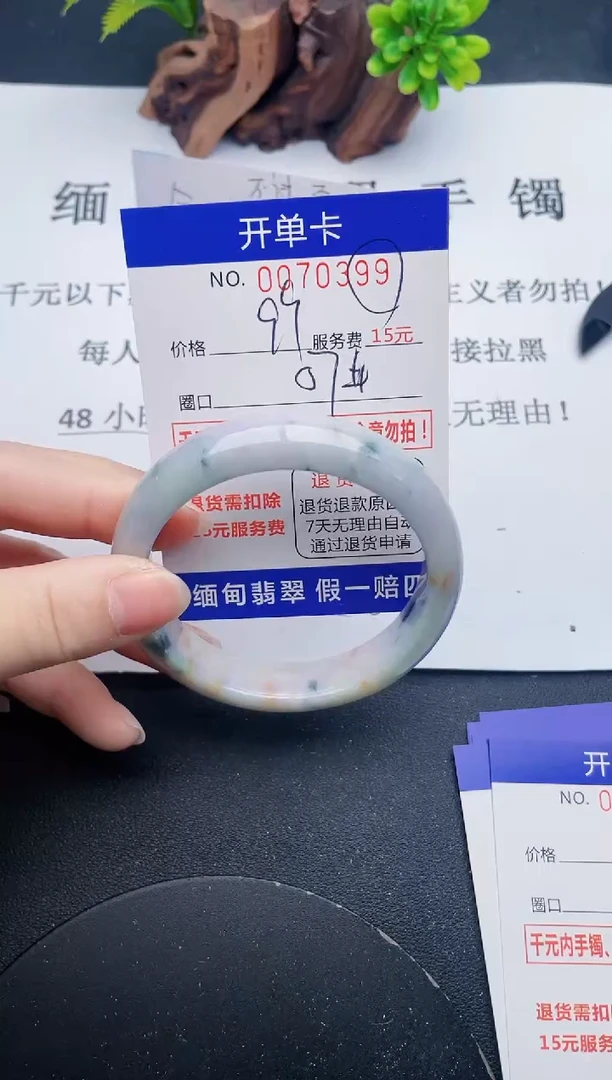 缅 手 镯
千元以下 主义者勿拍！
每人 接拉黑
48 小时 无理由！
开单卡
NO. 0070399
价格 99 服务费 15元
圈口
意勿拍！
退货需扣除
15元服务费
退货
退货退款原因
7天无理由自动
通过退货申请
缅甸翡翠 假一赔四
开
NO. 0
价格
圈口
千元内手镯、
退货需扣
15元服务